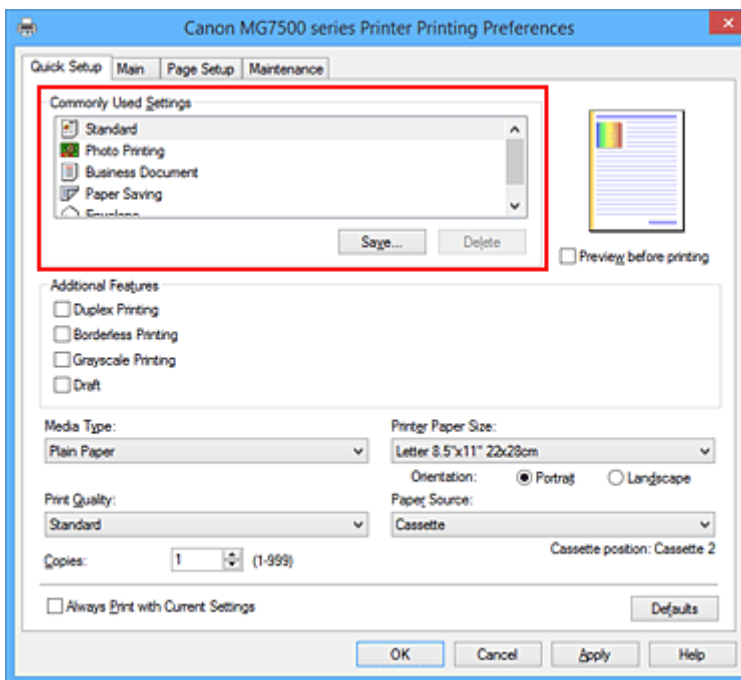 Canon MG7500 series Printer Printing Preferences
Quick Setup Main Page Setup Maintenance
Commonly Used Settings
Standard
Photo Printing
Business Document
Paper Saving
Envelope
Save... Delete
Preview before printing
Additional Features
Duplex Printing
Borderless Printing
Grayscale Printing
Draft
Media Type:
Plain Paper
Printer Paper Size:
Letter 8.5"x11" 22x28cm
Orientation: Portrait Landscape
Print Quality:
Standard
Paper Source:
Cassette
Cassette position: Cassette 2
Copies: 1 (1-999)
Always Print with Current Settings
Defaults
OK Cancel Apply Help